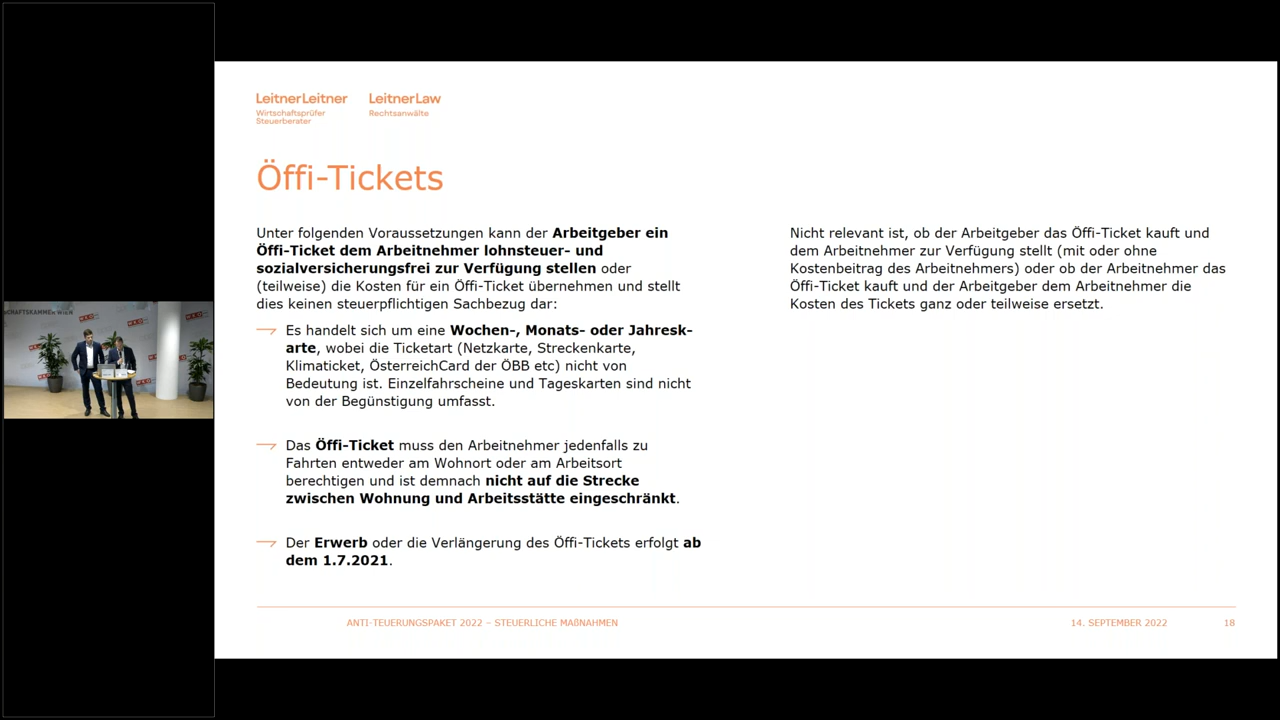 LeitnerLeitner
Wirtschaftsprüfer
Steuerberater
LeitnerLaw
Rechtsanwälte
Öffi-Tickets
Unter folgenden Voraussetzungen kann der Arbeitgeber ein
Öffi-Ticket dem Arbeitnehmer lohnsteuer- und
sozialversicherungsfrei zur Verfügung stellen oder
(teilweise) die Kosten für ein Öffi-Ticket übernehmen und stellt
dies keinen steuerpflichtigen Sachbezug dar:
Es handelt sich um eine Wochen-, Monats- oder Jahresk-
arte, wobei die Ticketart (Netzkarte, Streckenkarte,
Klimaticket, ÖsterreichCard der ÖBB etc) nicht von
Bedeutung ist. Einzelfahrscheine und Tageskarten sind nicht
von der Begünstigung umfasst.
Das Öffi-Ticket muss den Arbeitnehmer jedenfalls zu
Fahrten entweder am Wohnort oder am Arbeitsort
berechtigen und ist demnach nicht auf die Strecke
zwischen Wohnung und Arbeitsstätte eingeschränkt.
Der Erwerb oder die Verlängerung des Öffi-Tickets erfolgt ab
dem 1.7.2021.
Nicht relevant ist, ob der Arbeitgeber das Öffi-Ticket kauft und
dem Arbeitnehmer zur Verfügung stellt (mit oder ohne
Kostenbeitrag des Arbeitnehmers) oder ob der Arbeitnehmer das
Öffi-Ticket kauft und der Arbeitgeber dem Arbeitnehmer die
Kosten des Tickets ganz oder teilweise ersetzt.
ANTI-TEUERUNGSPAKET 2022 – STEUERLICHE MAßNAHMEN
14. SEPTEMBER 2022
18